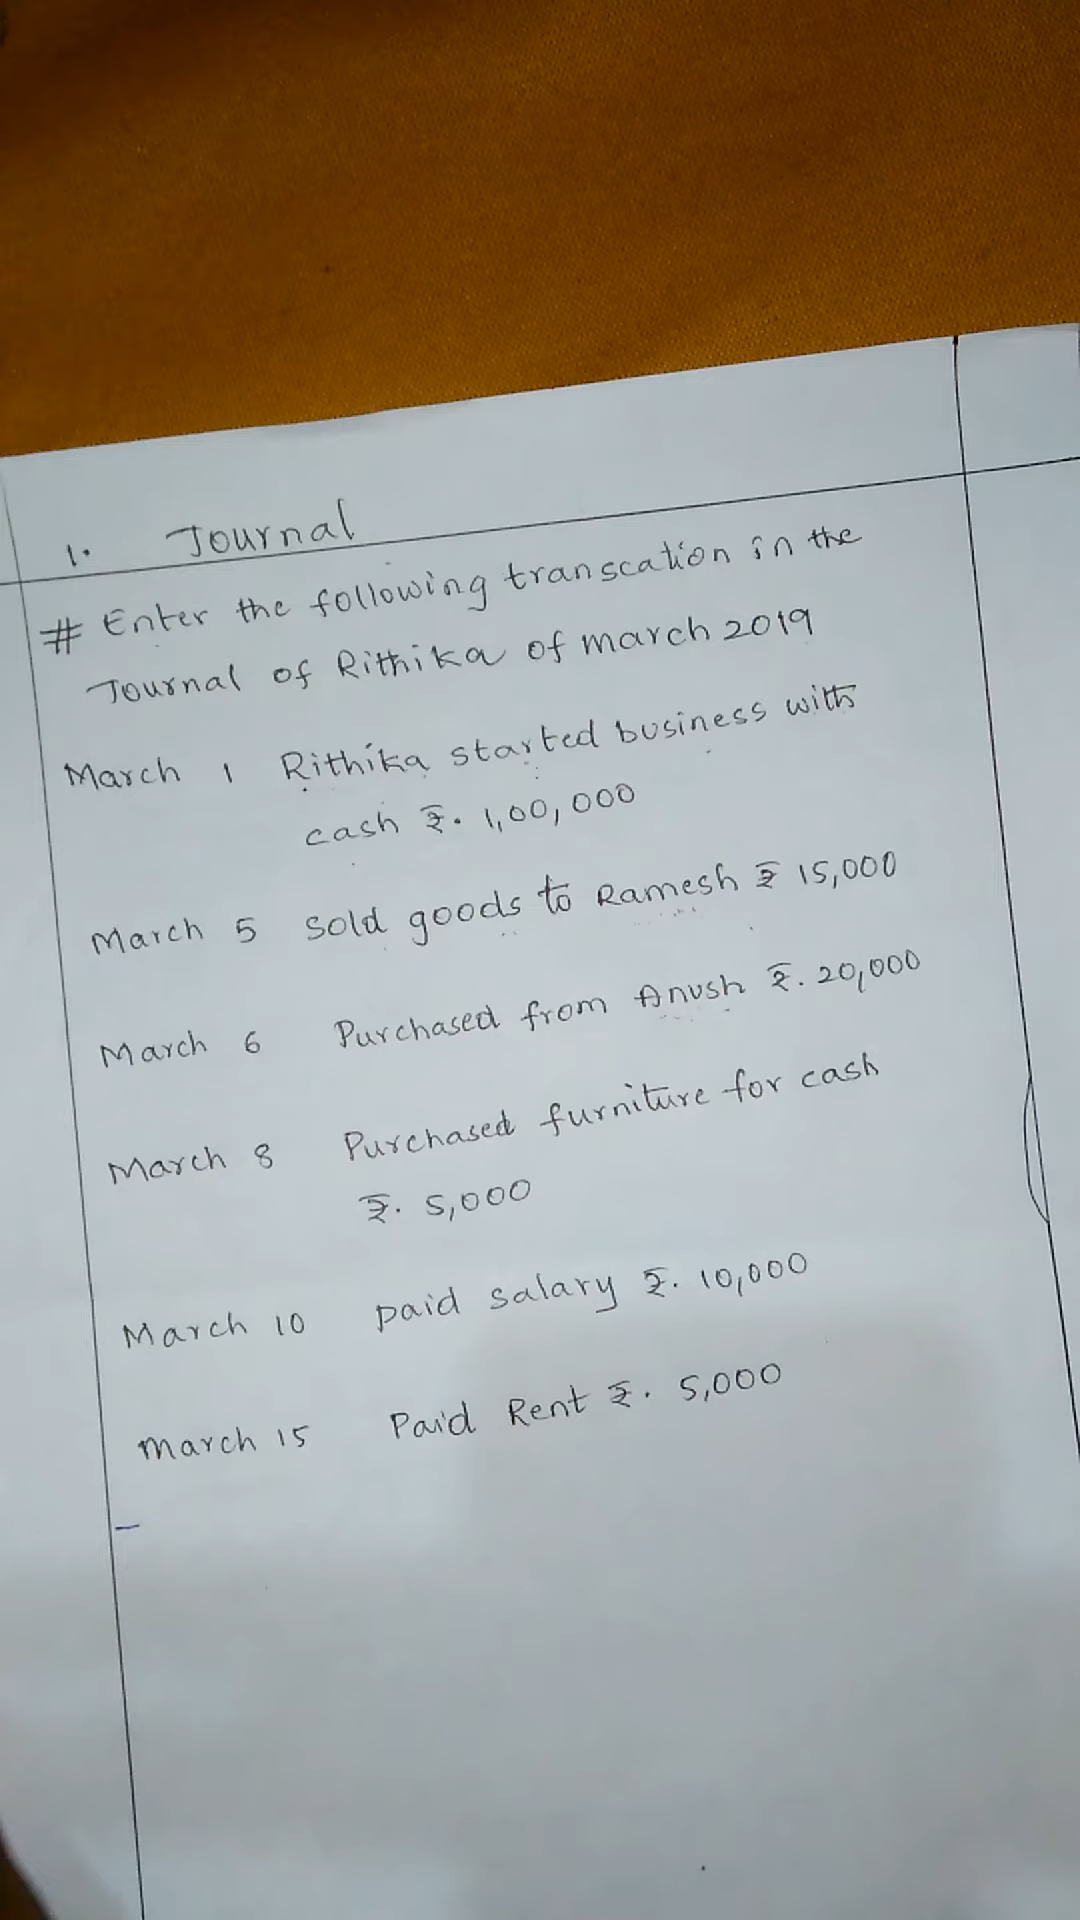 1. Journal
# Enter the following transcation in the
Journal of Rithika of march 2019
March 1 Rithika started business with
cash ₹. 1,00,000
March 5 Sold goods to Ramesh ₹ 15,000
March 6 Purchased from Anush ₹. 20,000
March 8 Purchased furniture for cash
₹. 5,000
March 10 paid salary ₹. 10,000
March 15 Paid Rent ₹. 5,000